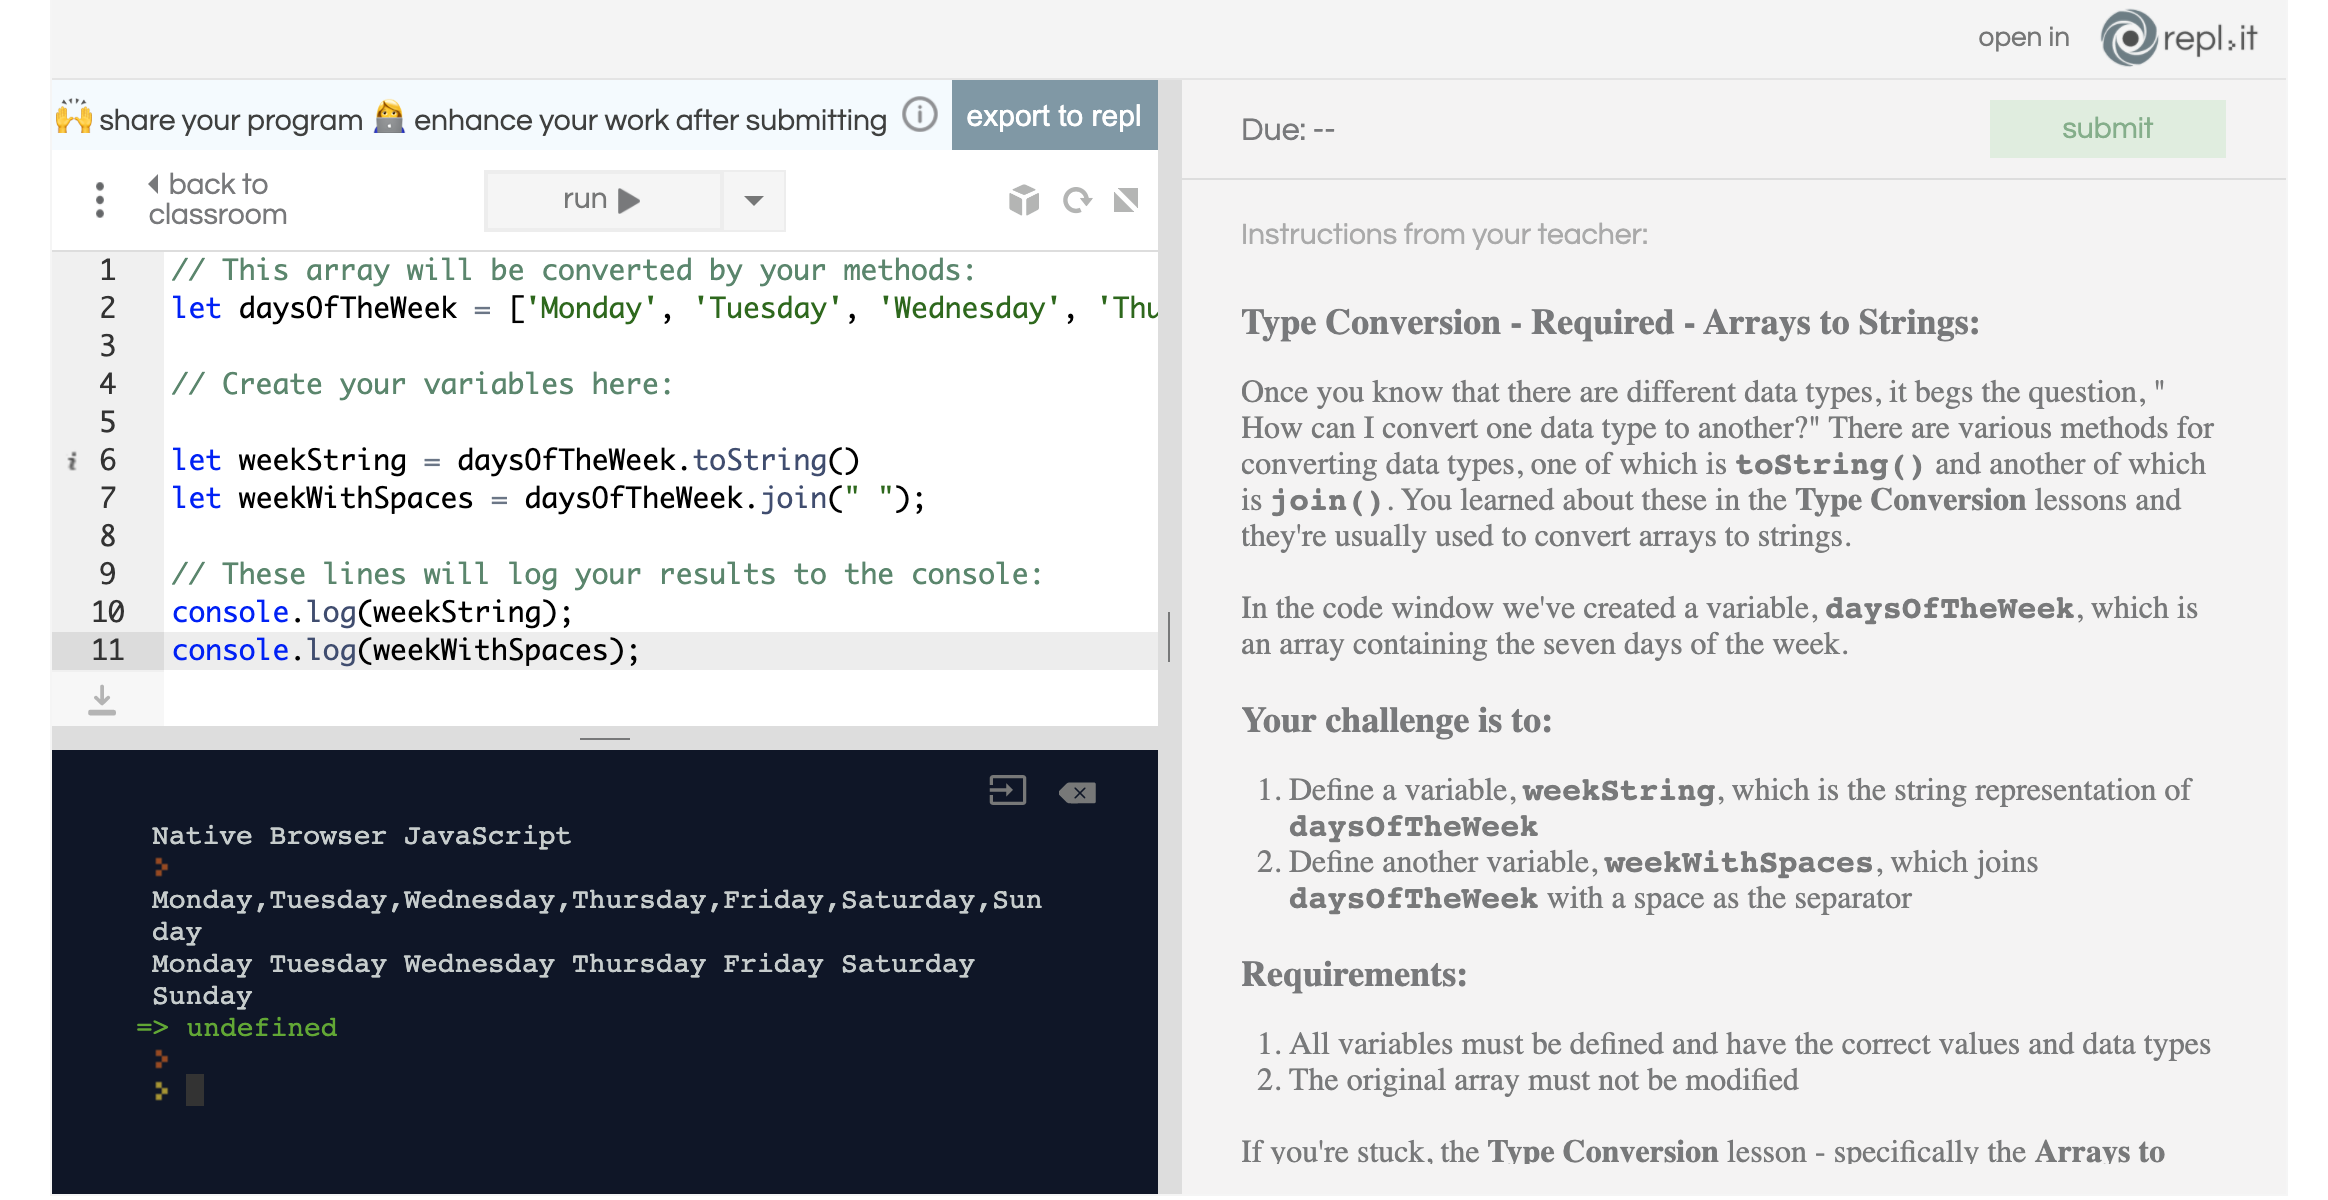 open in repl.it
🙌 share your program 👩‍💻 enhance your work after submitting export to repl
back to
classroom
run
1 // This array will be converted by your methods:
2 let daysOfTheWeek = ['Monday', 'Tuesday', 'Wednesday', 'Thu
3
4 // Create your variables here:
5
i 6 let weekString = daysOfTheWeek.toString()
7 let weekWithSpaces = daysOfTheWeek.join(" ");
8
9 // These lines will log your results to the console:
10 console.log(weekString);
11 console.log(weekWithSpaces);
Native Browser JavaScript
Monday,Tuesday,Wednesday,Thursday,Friday,Saturday,Sun
day
Monday Tuesday Wednesday Thursday Friday Saturday
Sunday
=> undefined
Due: --
submit
Instructions from your teacher:
Type Conversion - Required - Arrays to Strings:
Once you know that there are different data types, it begs the question, "
How can I convert one data type to another?" There are various methods for
converting data types, one of which is toString() and another of which
is join(). You learned about these in the Type Conversion lessons and
they're usually used to convert arrays to strings.
In the code window we've created a variable, daysOfTheWeek, which is
an array containing the seven days of the week.
Your challenge is to:
1. Define a variable, weekString, which is the string representation of
daysOfTheWeek
2. Define another variable, weekWithSpaces, which joins
daysOfTheWeek with a space as the separator
Requirements:
1. All variables must be defined and have the correct values and data types
2. The original array must not be modified
If you're stuck, the Type Conversion lesson - specifically the Arrays to